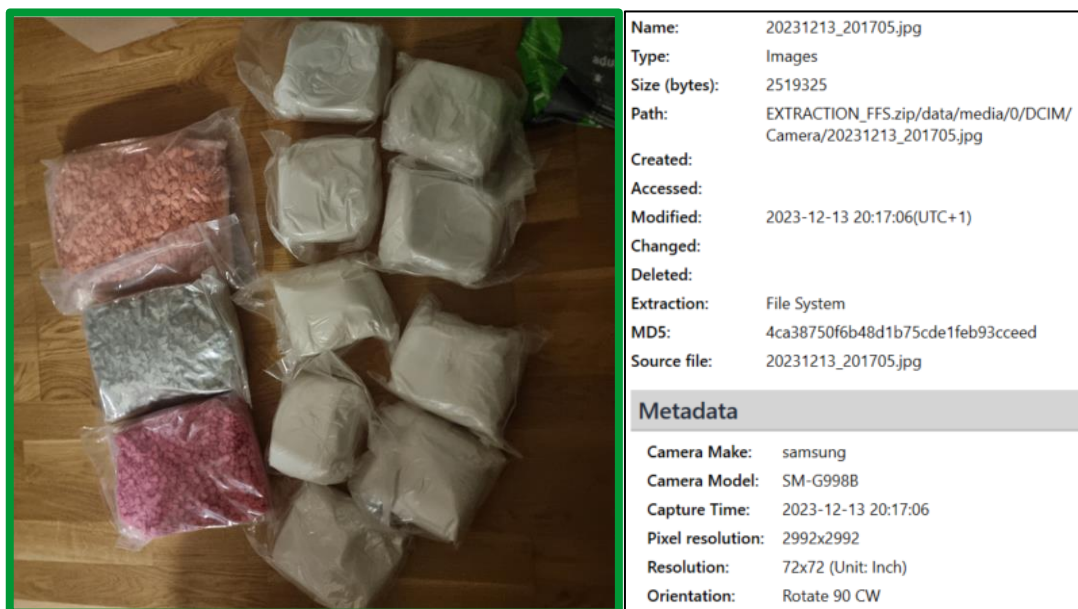 adu
Name: 20231213_201705.jpg
Type: Images
Size (bytes): 2519325
Path: EXTRACTION_FFS.zip/data/media/0/DCIM/
Camera/20231213_201705.jpg
Created:
Accessed:
Modified: 2023-12-13 20:17:06(UTC+1)
Changed:
Deleted:
Extraction: File System
MD5: 4ca38750f6b48d1b75cde1feb93cceed
Source file: 20231213_201705.jpg
Metadata
Camera Make: samsung
Camera Model: SM-G998B
Capture Time: 2023-12-13 20:17:06
Pixel resolution: 2992x2992
Resolution: 72x72 (Unit: Inch)
Orientation: Rotate 90 CW